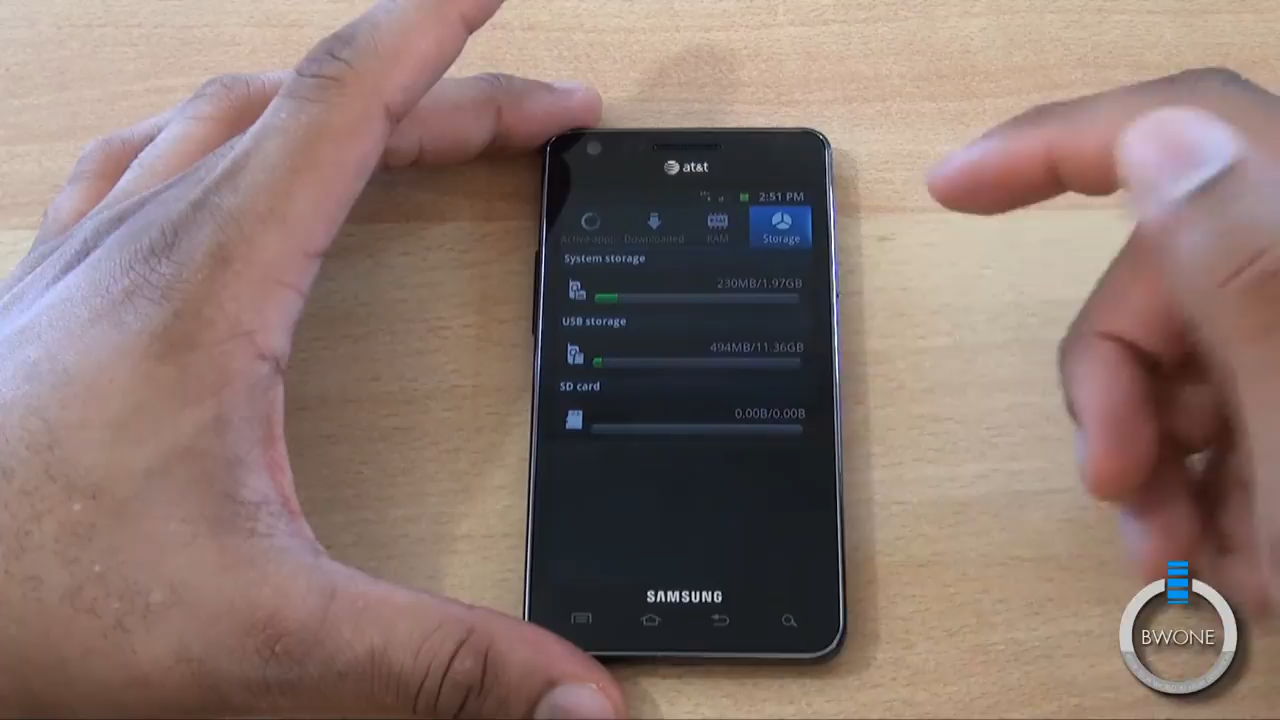 at&t
2:51 PM
Active apps Downloaded RAM Storage
System storage
230MB/1.97GB
USB storage
494MB/11.36GB
SD card
0.00B/0.00B
SAMSUNG
BWONE